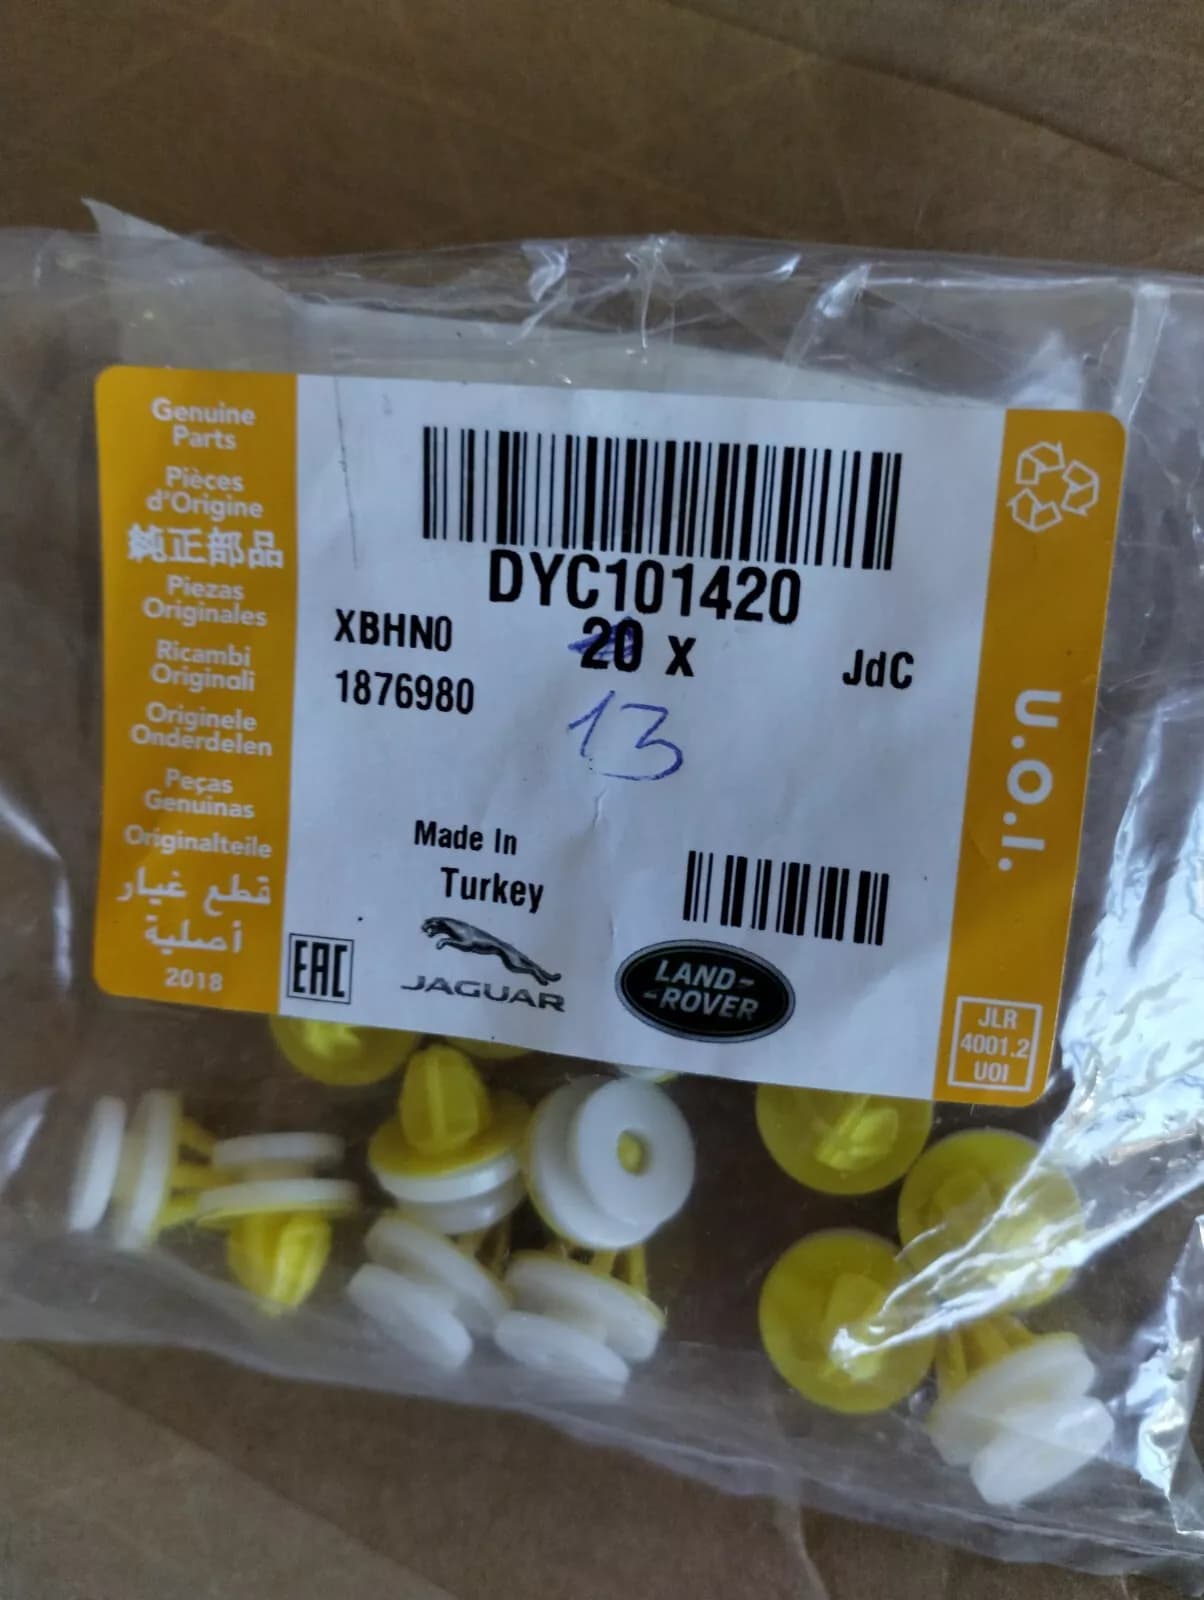 Genuine
Parts
Pièces
d'Origine
純正部品
Piezas
Originales
Ricambi
Originali
Originele
Onderdelen
Peças
Genuinas
Originalteile
قطع غيار
أصلية
2018
DYC101420
XBHN0
20 x
JdC
1876980
13
Made In
Turkey
EAC
JAGUAR
LAND-
-ROVER
U.O.I.
JLR
4001.2
UOI